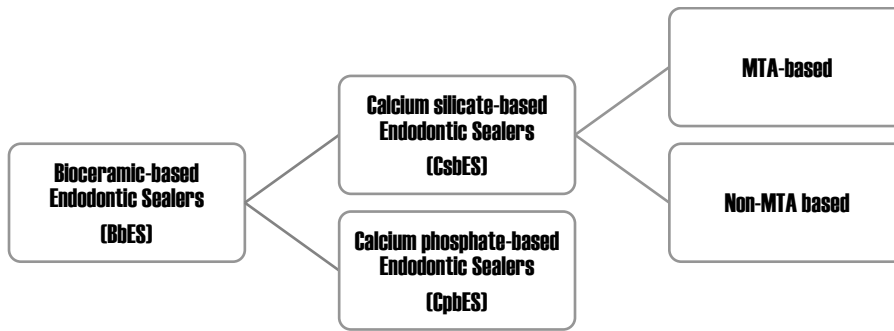 Bioceramic-based
Endodontic Sealers
(BbES)
Calcium silicate-based
Endodontic Sealers
(CsbES)
Calcium phosphate-based
Endodontic Sealers
(CpbES)
MTA-based
Non-MTA based